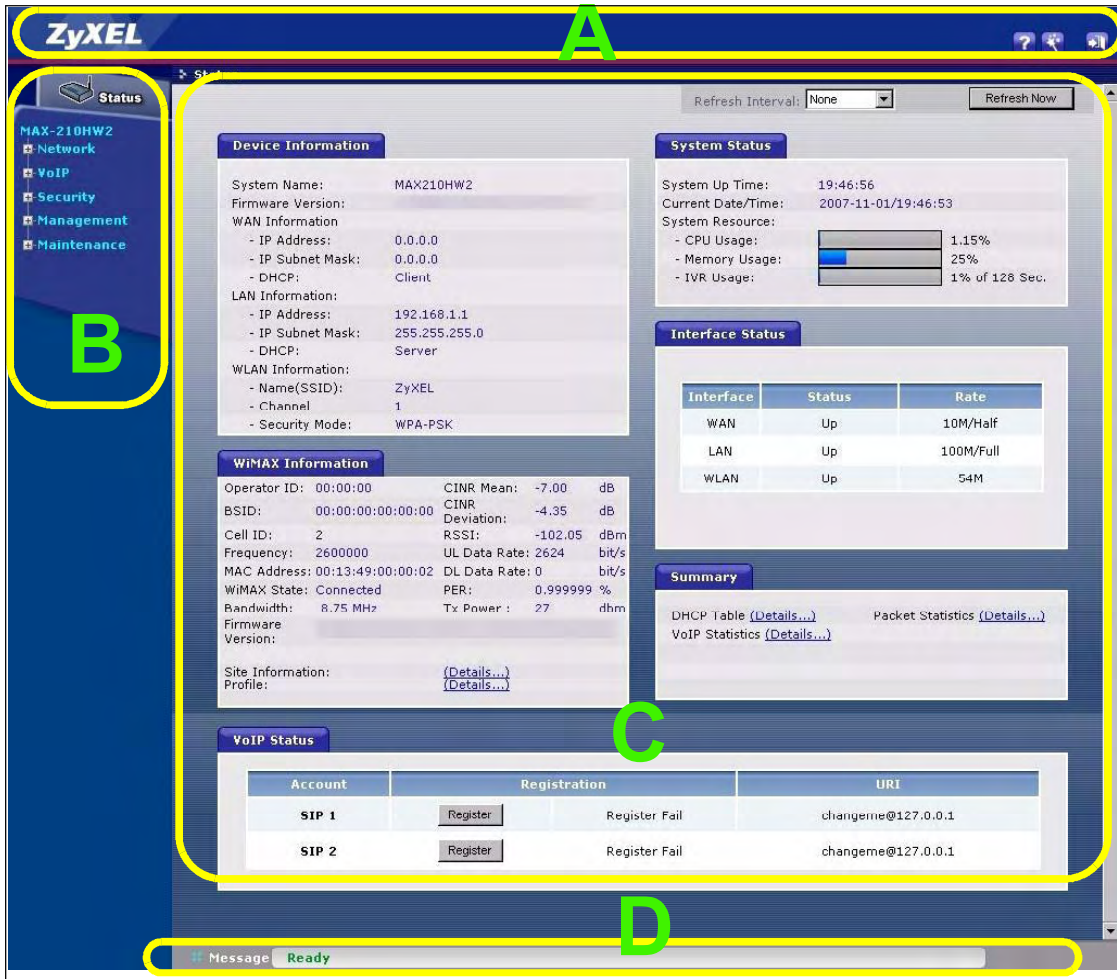 ZyXEL
A
?
Status
MAX-210HW2
Network
VoIP
Security
Management
Maintenance
B
Refresh Interval: None Refresh Now
Device Information
System Name: MAX210HW2
Firmware Version:
WAN Information
- IP Address: 0.0.0.0
- IP Subnet Mask: 0.0.0.0
- DHCP: Client
LAN Information:
- IP Address: 192.168.1.1
- IP Subnet Mask: 255.255.255.0
- DHCP: Server
WLAN Information:
- Name(SSID): ZyXEL
- Channel 1
- Security Mode: WPA-PSK
System Status
System Up Time: 19:46:56
Current Date/Time: 2007-11-01/19:46:53
System Resource:
- CPU Usage: 1.15%
- Memory Usage: 25%
- IVR Usage: 1% of 128 Sec.
Interface Status
Interface Status Rate
WAN Up 10M/Half
LAN Up 100M/Full
WLAN Up 54M
WiMAX Information
Operator ID: 00:00:00 CINR Mean: -7.00 dB
BSID: 00:00:00:00:00:00 CINR Deviation: -4.35 dB
Cell ID: 2 RSSI: -102.05 dBm
Frequency: 2600000 UL Data Rate: 2624 bit/s
MAC Address: 00:13:49:00:00:02 DL Data Rate: 0 bit/s
WiMAX State: Connected PER: 0.999999 %
Bandwidth: 8.75 MHz Tx Power : 27 dbm
Firmware Version:
Site Information: (Details...)
Profile: (Details...)
Summary
DHCP Table (Details...) Packet Statistics (Details...)
VoIP Statistics (Details...)
C
VoIP Status
Account Registration URI
SIP 1 Register Register Fail changeme@127.0.0.1
SIP 2 Register Register Fail changeme@127.0.0.1
D
Message Ready